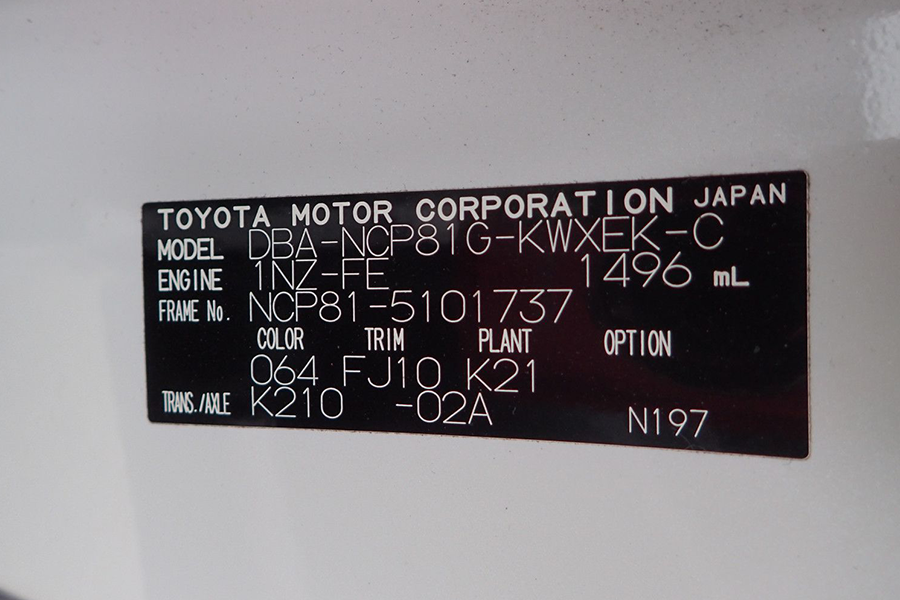 TOYOTA MOTOR CORPORATION JAPAN
MODEL DBA-NCP81G-KWXEK-C
ENGINE 1NZ-FE 1496 mL
FRAME No. NCP81-5101737
COLOR TRIM PLANT OPTION
064 FJ10 K21
TRANS./AXLE K210 -02A N197